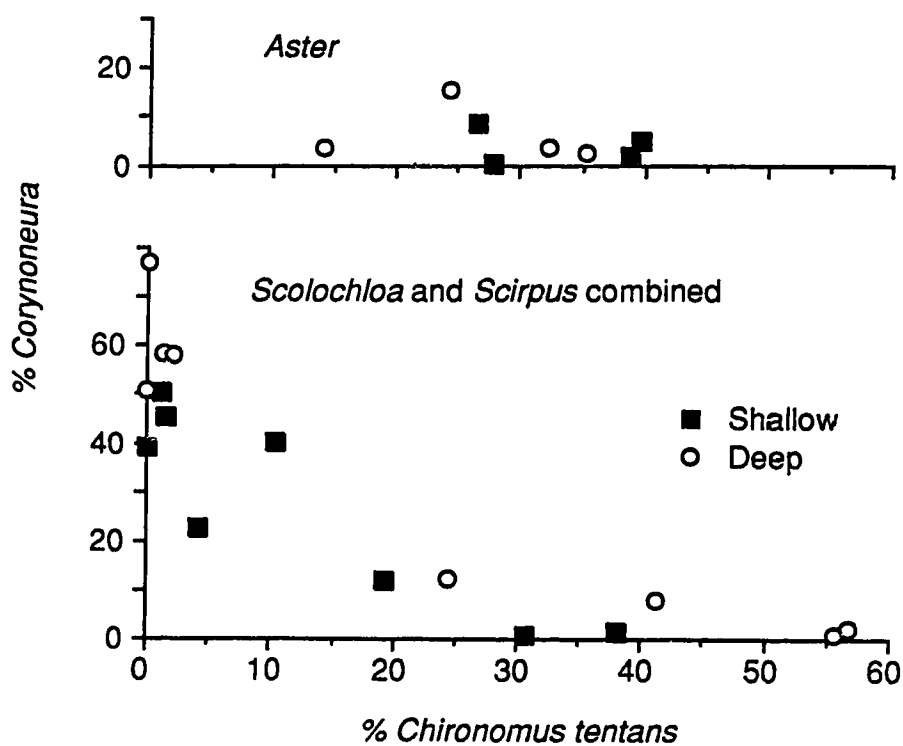 Aster
20
0
% Corynoneura
Scolochloa and Scirpus combined
60
40
20
0
Shallow
Deep
0 10 20 30 40 50 60
% Chironomus tentans